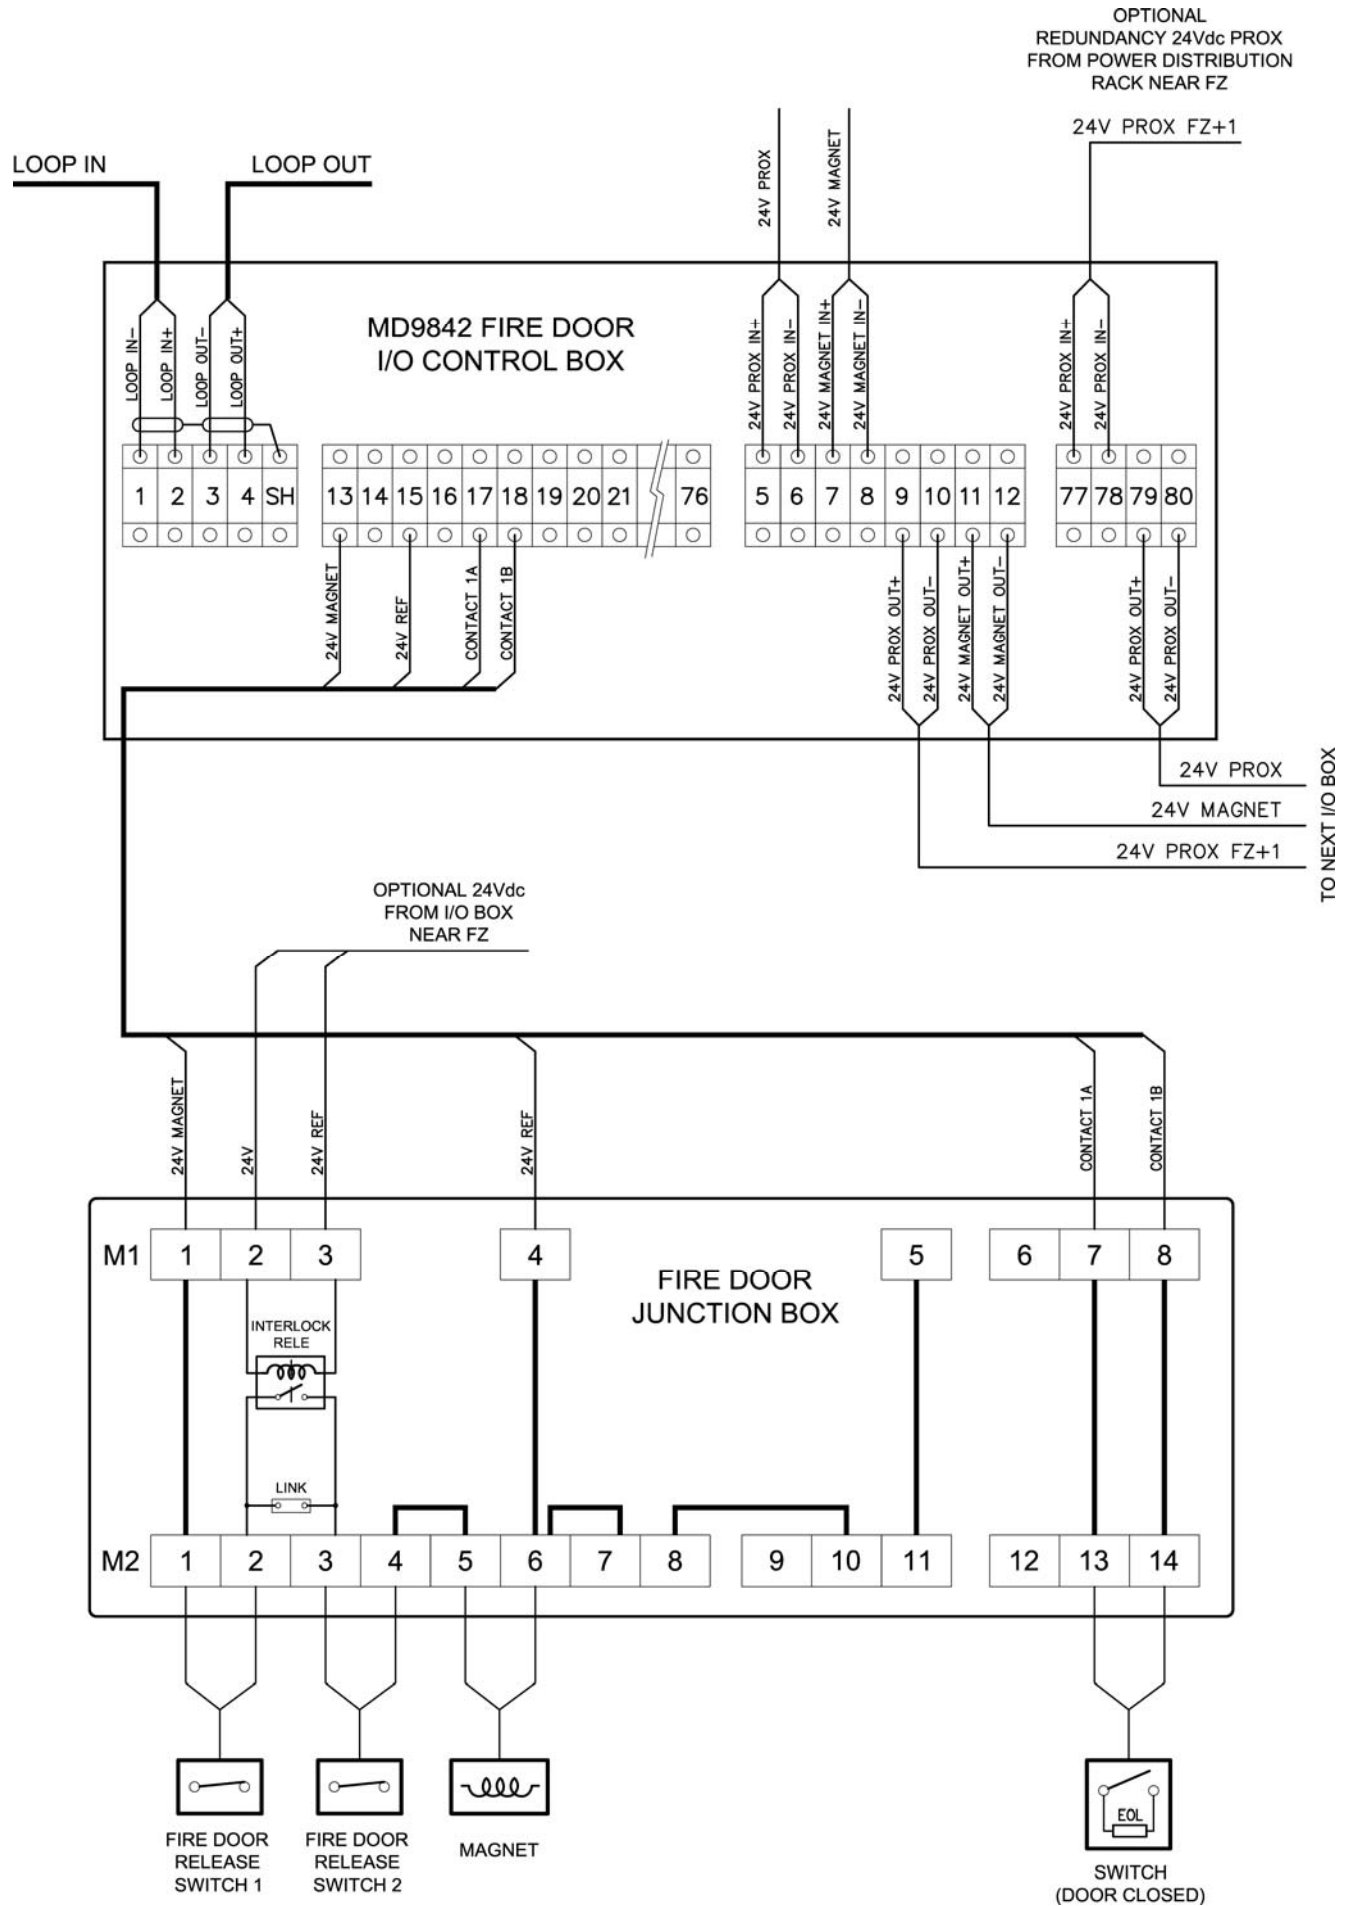 OPTIONAL
REDUNDANCY 24Vdc PROX
FROM POWER DISTRIBUTION
RACK NEAR FZ
24V PROX FZ+1
LOOP IN
LOOP OUT
24V PROX
24V MAGNET
MD9842 FIRE DOOR
I/O CONTROL BOX
LOOP IN-
LOOP IN+
LOOP OUT-
LOOP OUT+
24V PROX IN+
24V PROX IN-
24V MAGNET IN+
24V MAGNET IN-
24V PROX IN+
24V PROX IN-
1 2 3 4 SH
13 14 15 16 17 18 19 20 21 76
5 6 7 8 9 10 11 12
77 78 79 80
24V MAGNET
24V REF
CONTACT 1A
CONTACT 1B
24V PROX OUT+
24V PROX OUT-
24V MAGNET OUT+
24V MAGNET OUT-
24V PROX OUT+
24V PROX OUT-
24V PROX
24V MAGNET
24V PROX FZ+1
TO NEXT I/O BOX
OPTIONAL 24Vdc
FROM I/O BOX
NEAR FZ
24V MAGNET
24V
24V REF
24V REF
CONTACT 1A
CONTACT 1B
M1 1 2 3 4 5 6 7 8
FIRE DOOR
JUNCTION BOX
INTERLOCK
RELE
LINK
M2 1 2 3 4 5 6 7 8 9 10 11 12 13 14
FIRE DOOR
RELEASE
SWITCH 1
FIRE DOOR
RELEASE
SWITCH 2
MAGNET
EOL
SWITCH
(DOOR CLOSED)